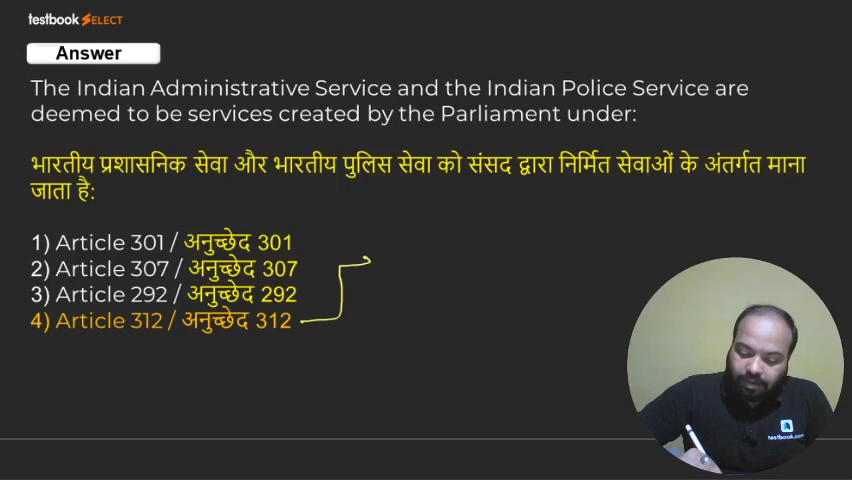 testbook SELECT
Answer
The Indian Administrative Service and the Indian Police Service are
deemed to be services created by the Parliament under:
भारतीय प्रशासनिक सेवा और भारतीय पुलिस सेवा को संसद द्वारा निर्मित सेवाओं के अंतर्गत माना
जाता है:
1) Article 301 / अनुच्छेद 301
2) Article 307 / अनुच्छेद 307
3) Article 292 / अनुच्छेद 292
4) Article 312 / अनुच्छेद 312
testbook.com